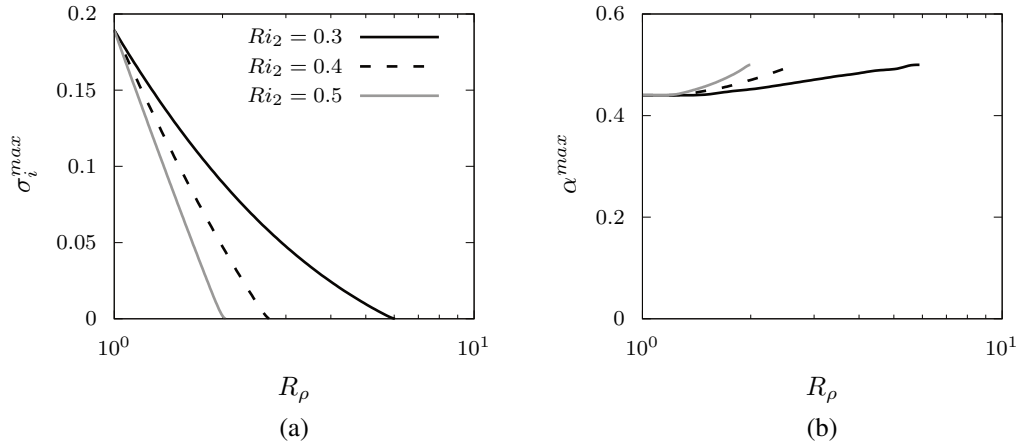 0.2
0.15
0.1
0.05
0
σ_i^{max}
Ri₂ = 0.3
Ri₂ = 0.4
Ri₂ = 0.5
10⁰
10¹
R_ρ
(a)
0.6
0.4
0.2
0
α^{max}
10⁰
10¹
R_ρ
(b)